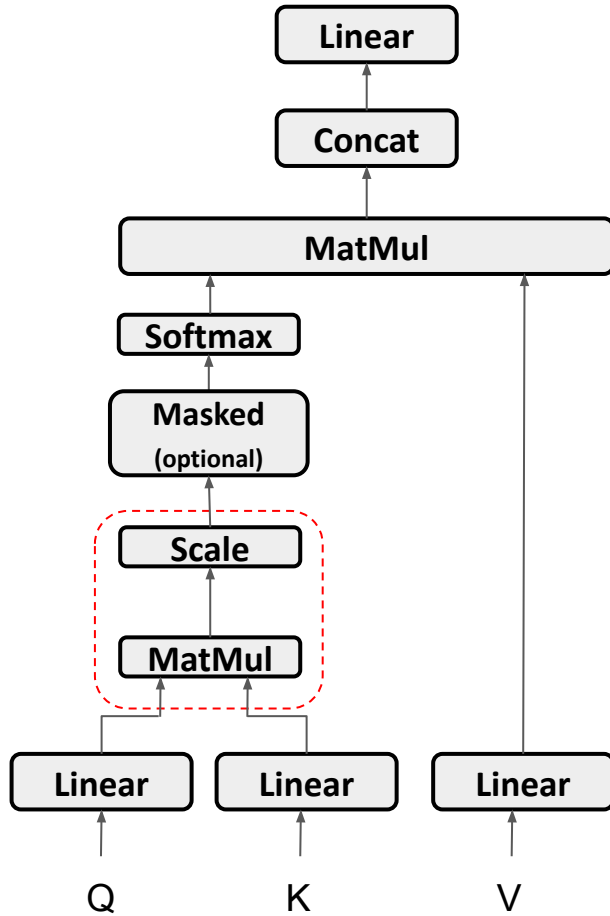 Linear
Concat
MatMul
Softmax
Masked
(optional)
Scale
MatMul
Linear Linear Linear
Q K V